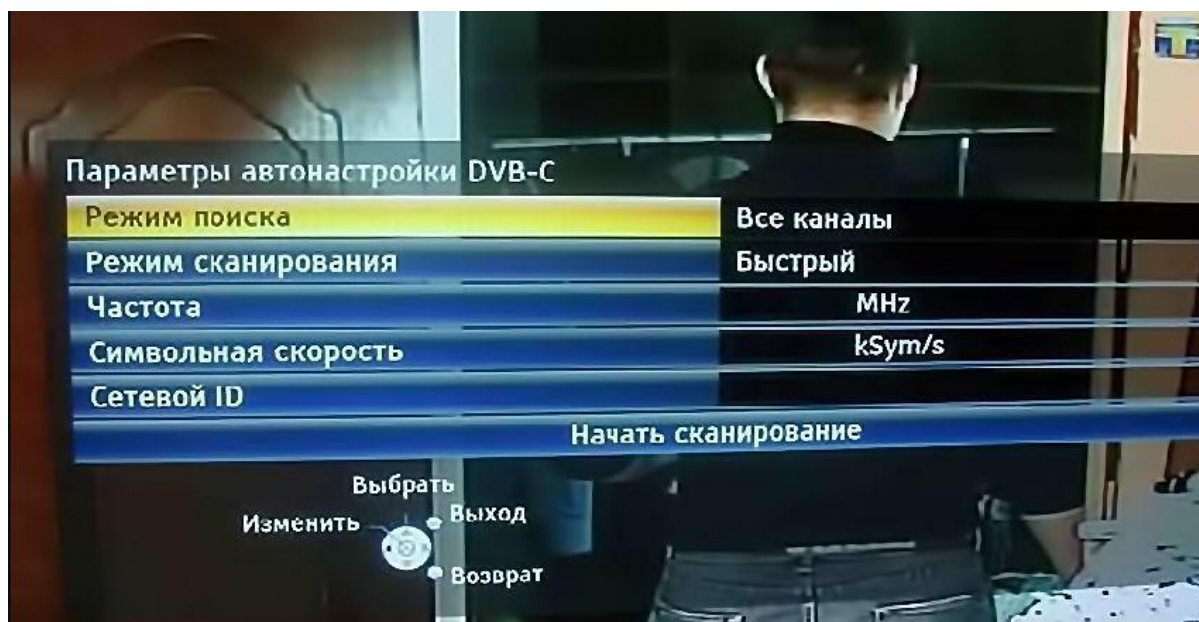 Параметры автонастройки DVB-C
Режим поиска Все каналы
Режим сканирования Быстрый
Частота MHz
Символьная скорость kSym/s
Сетевой ID
Начать сканирование
Выбрать
Изменить Выход
Возврат